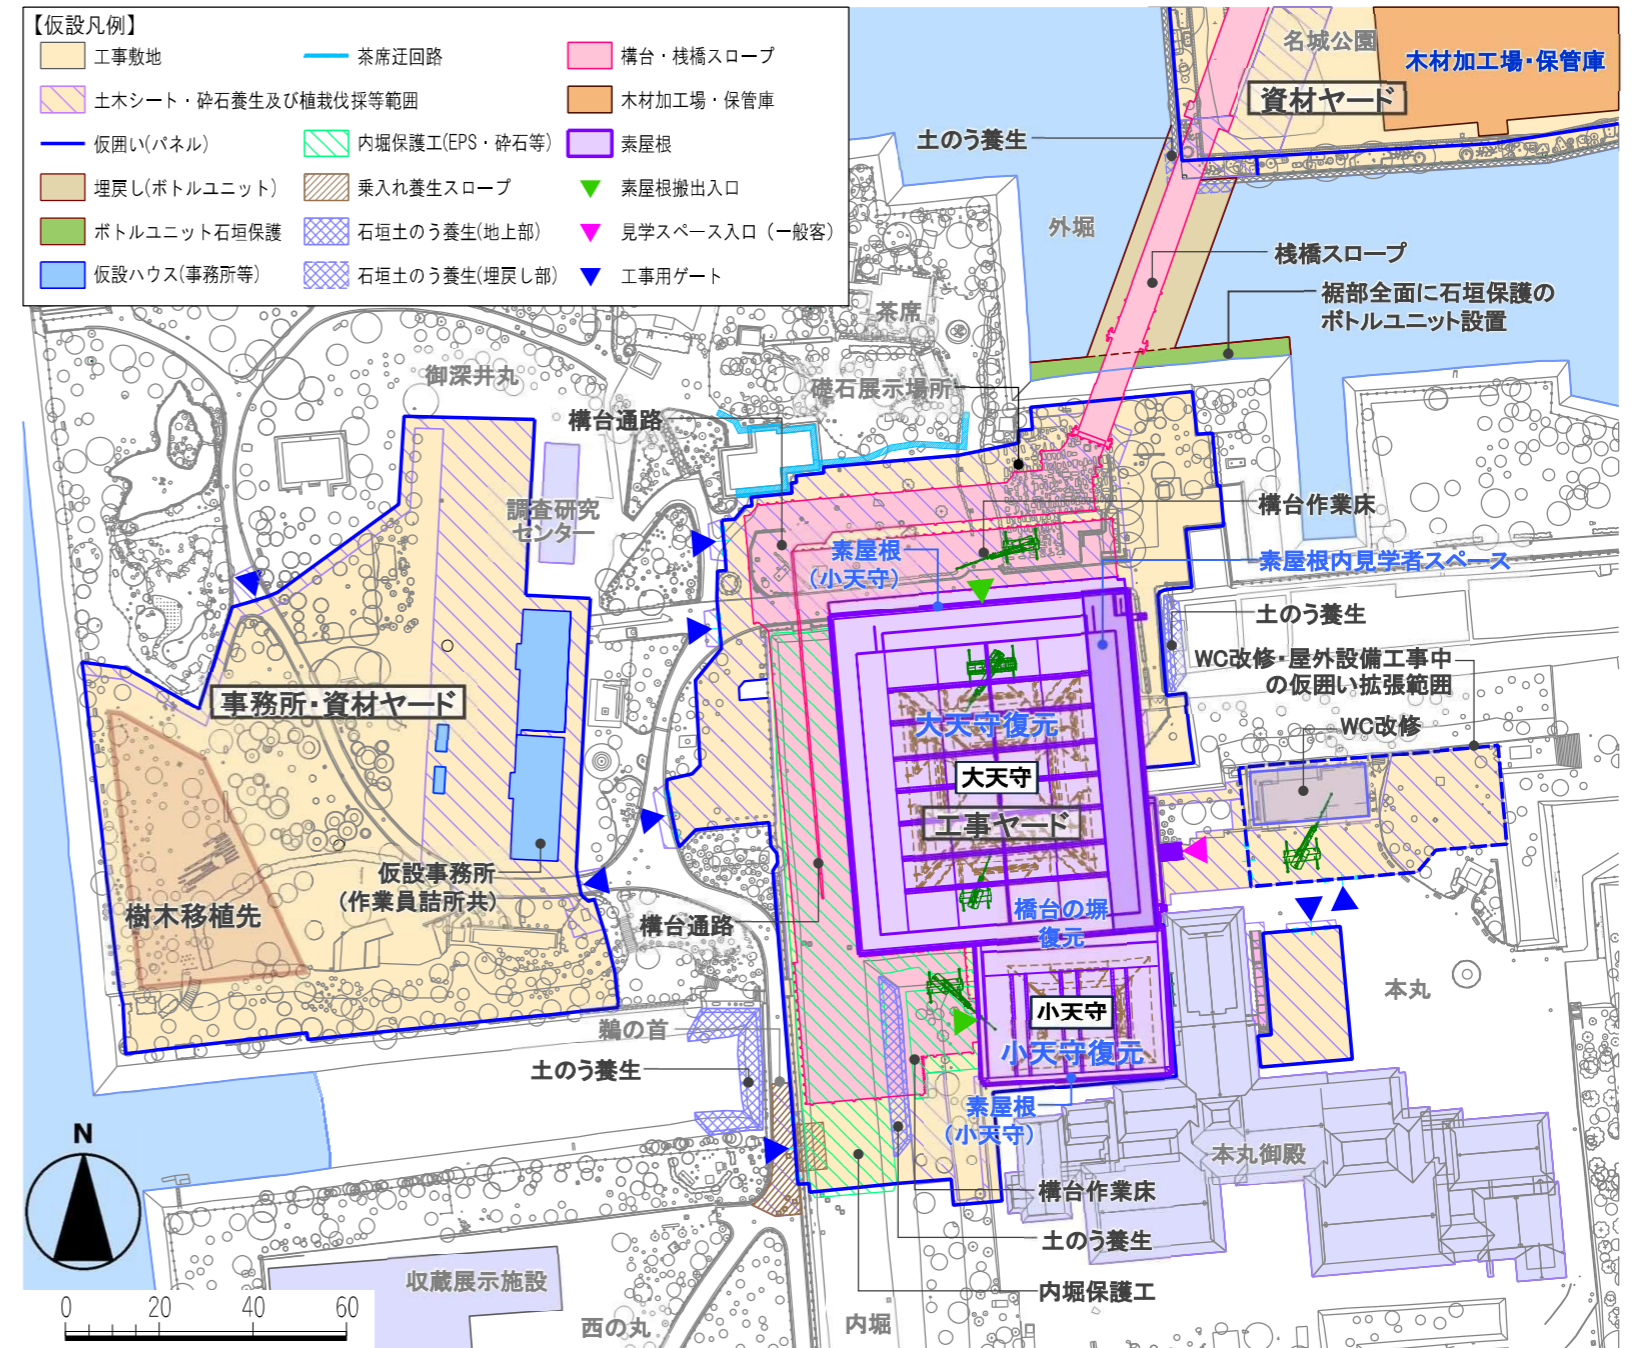 【仮設凡例】
工事敷地
茶席迂回路
構台・桟橋スロープ
土木シート・砕石養生及び植栽伐採等範囲
木材加工場・保管庫
仮囲い(パネル)
内堀保護工(EPS・砕石等)
素屋根
埋戻し(ボトルユニット)
乗入れ養生スロープ
素屋根搬出入口
ボトルユニット石垣保護
石垣土のう養生(地上部)
見学スペース入口（一般客）
仮設ハウス(事務所等)
石垣土のう養生(埋戻し部)
工事用ゲート
名城公園
木材加工場・保管庫
資材ヤード
土のう養生
外堀
桟橋スロープ
裾部全面に石垣保護の
ボトルユニット設置
茶席
御深井丸
礎石展示場所
構台通路
調査研究
センター
構台作業床
素屋根
(小天守)
素屋根内見学者スペース
土のう養生
WC改修・屋外設備工事中
の仮囲い拡張範囲
WC改修
事務所・資材ヤード
大天守復元
大天守
工事ヤード
仮設事務所
(作業員詰所共)
樹木移植先
構台通路
橋台の塀
復元
本丸
小天守
小天守復元
鵜の首
土のう養生
素屋根
(小天守)
本丸御殿
構台作業床
土のう養生
内堀保護工
N
0 20 40 60
収蔵展示施設
西の丸
内堀